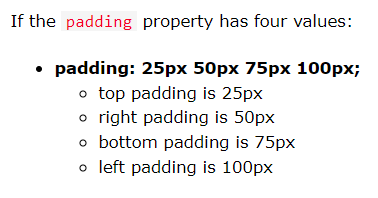 If the padding property has four values:
padding: 25px 50px 75px 100px;
top padding is 25px
right padding is 50px
bottom padding is 75px
left padding is 100px